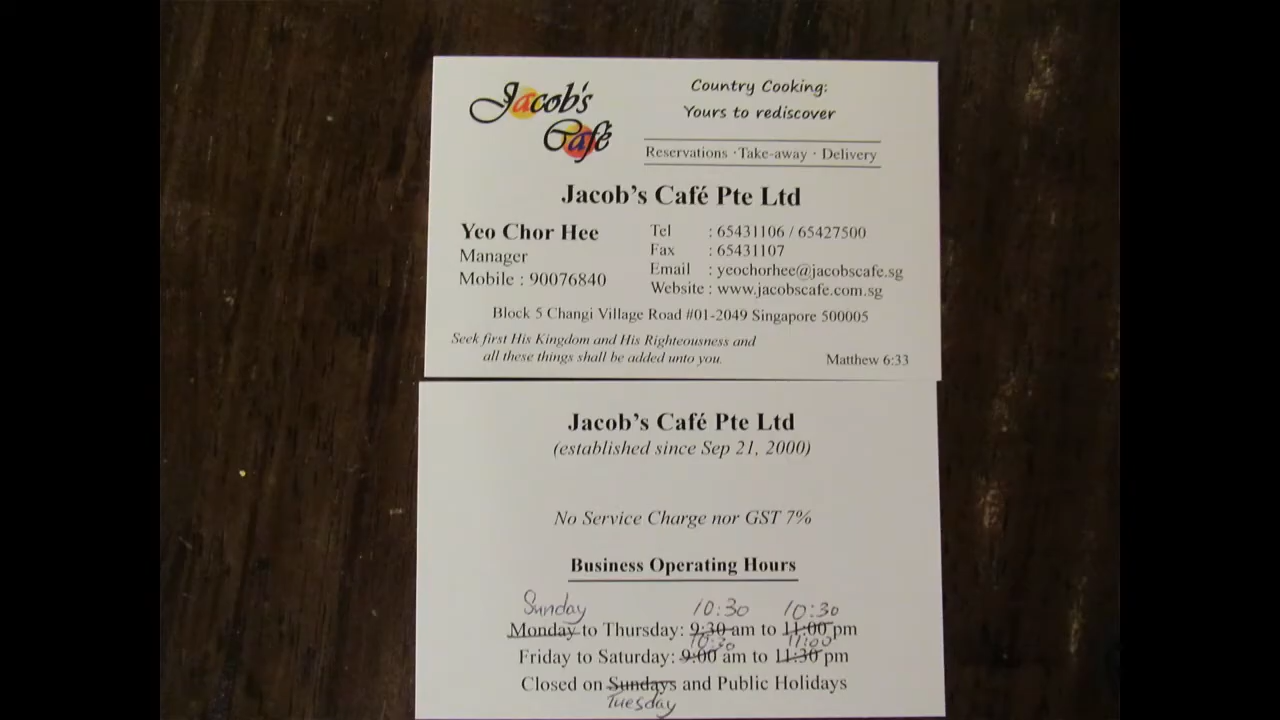 Jacob's
Café
Country Cooking:
Yours to rediscover
Reservations · Take-away · Delivery
Jacob's Café Pte Ltd
Yeo Chor Hee
Manager
Mobile : 90076840
Tel : 65431106 / 65427500
Fax : 65431107
Email : yeochorhee@jacobscafe.sg
Website : www.jacobscafe.com.sg
Block 5 Changi Village Road #01-2049 Singapore 500005
Seek first His Kingdom and His Righteousness and
all these things shall be added unto you.
Matthew 6:33
Jacob's Café Pte Ltd
(established since Sep 21, 2000)
No Service Charge nor GST 7%
Business Operating Hours
Sunday 10:30 10:30
Monday to Thursday: 9:30 am to 11:00 pm
10:30 11:00
Friday to Saturday: 9:00 am to 11:30 pm
Closed on Sundays and Public Holidays
Tuesday